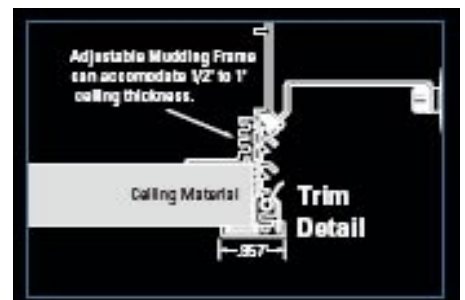 Adjustable Mudding Frame
can accomodate 1/2" to 1"
ceiling thickness.
Ceiling Material
Trim
Detail
.957"